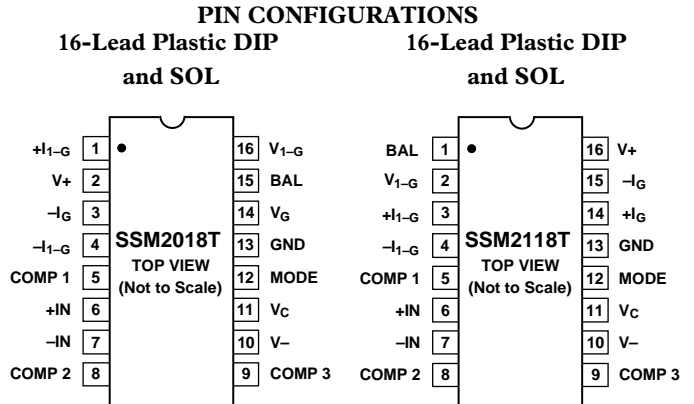 PIN CONFIGURATIONS
16-Lead Plastic DIP
and SOL
+I1–G 1
V+ 2
–IG 3
–I1–G 4
COMP 1 5
+IN 6
–IN 7
COMP 2 8
SSM2018T
TOP VIEW
(Not to Scale)
16 V1–G
15 BAL
14 VG
13 GND
12 MODE
11 VC
10 V–
9 COMP 3
16-Lead Plastic DIP
and SOL
BAL 1
V1–G 2
+I1–G 3
–I1–G 4
COMP 1 5
+IN 6
–IN 7
COMP 2 8
SSM2118T
TOP VIEW
(Not to Scale)
16 V+
15 –IG
14 +IG
13 GND
12 MODE
11 VC
10 V–
9 COMP 3